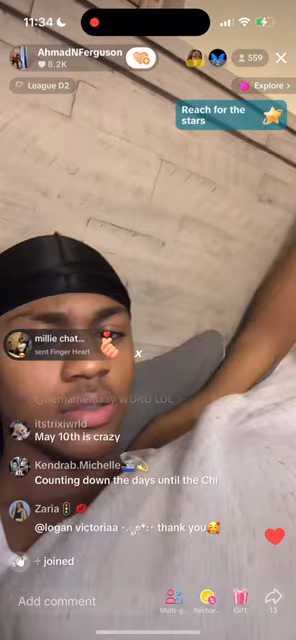 11:34
AhmadNFerguson
8.2K
559
League D2
Explore >
Reach for the
stars
millie chat...
sent Finger Heart
x
WORD LOL
itstrixiwrld
May 10th is crazy
Kendrab.Michelle
Counting down the days until the Chi
Zaria
@logan victoriaa thank you
joined
Add comment
Multi-g...
Rechar...
Gift
13